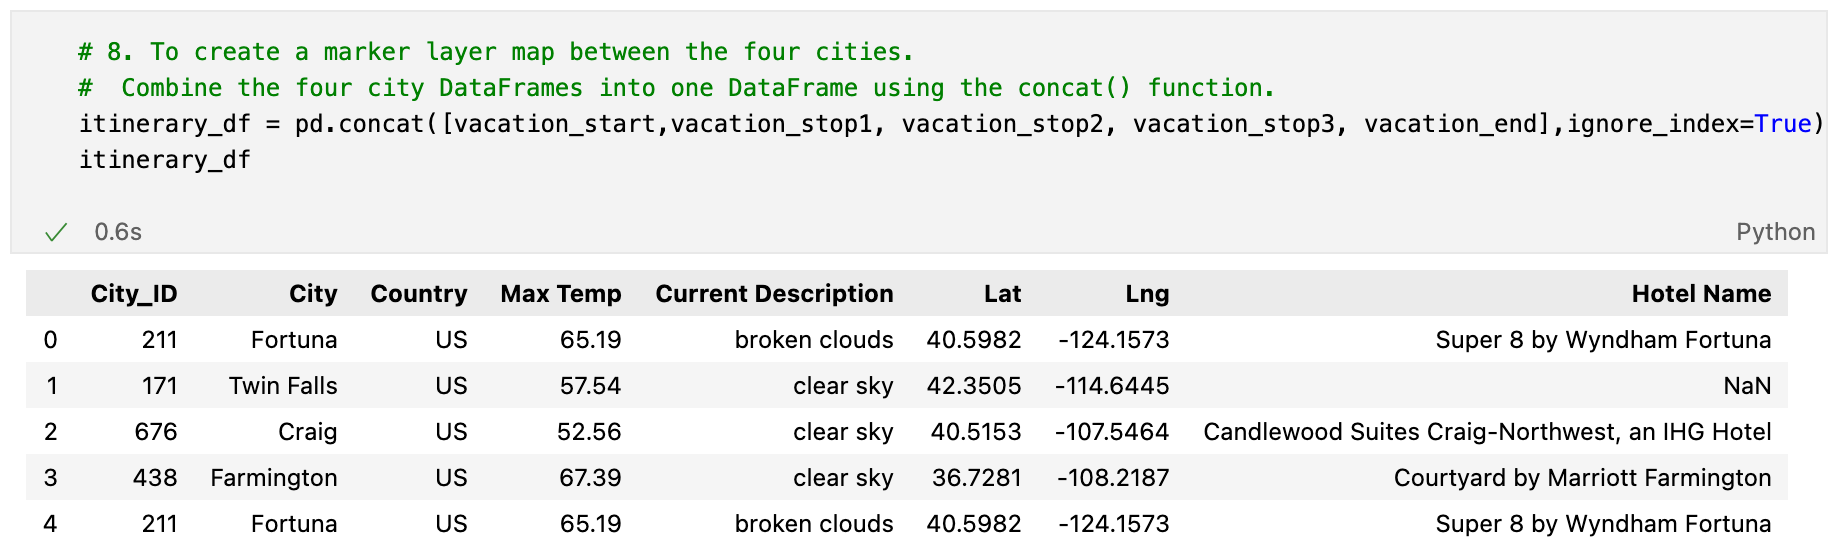 # 8. To create a marker layer map between the four cities.
#  Combine the four city DataFrames into one DataFrame using the concat() function.
itinerary_df = pd.concat([vacation_start,vacation_stop1, vacation_stop2, vacation_stop3, vacation_end],ignore_index=True)
itinerary_df
0.6s Python
City_ID City Country Max Temp Current Description Lat Lng Hotel Name
0 211 Fortuna US 65.19 broken clouds 40.5982 -124.1573 Super 8 by Wyndham Fortuna
1 171 Twin Falls US 57.54 clear sky 42.3505 -114.6445 NaN
2 676 Craig US 52.56 clear sky 40.5153 -107.5464 Candlewood Suites Craig-Northwest, an IHG Hotel
3 438 Farmington US 67.39 clear sky 36.7281 -108.2187 Courtyard by Marriott Farmington
4 211 Fortuna US 65.19 broken clouds 40.5982 -124.1573 Super 8 by Wyndham Fortuna